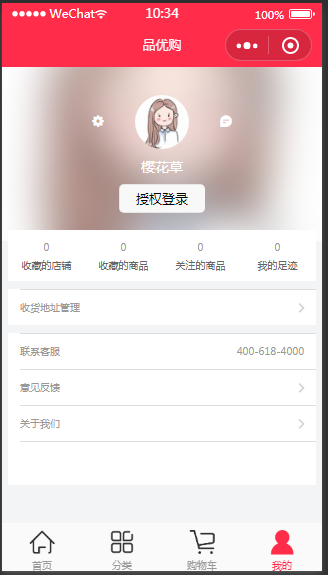 WeChat 10:34 100%
品优购
樱花草
授权登录
0 0 0 0
收藏的店铺 收藏的商品 关注的商品 我的足迹
收货地址管理
联系客服 400-618-4000
意见反馈
关于我们
首页 分类 购物车 我的